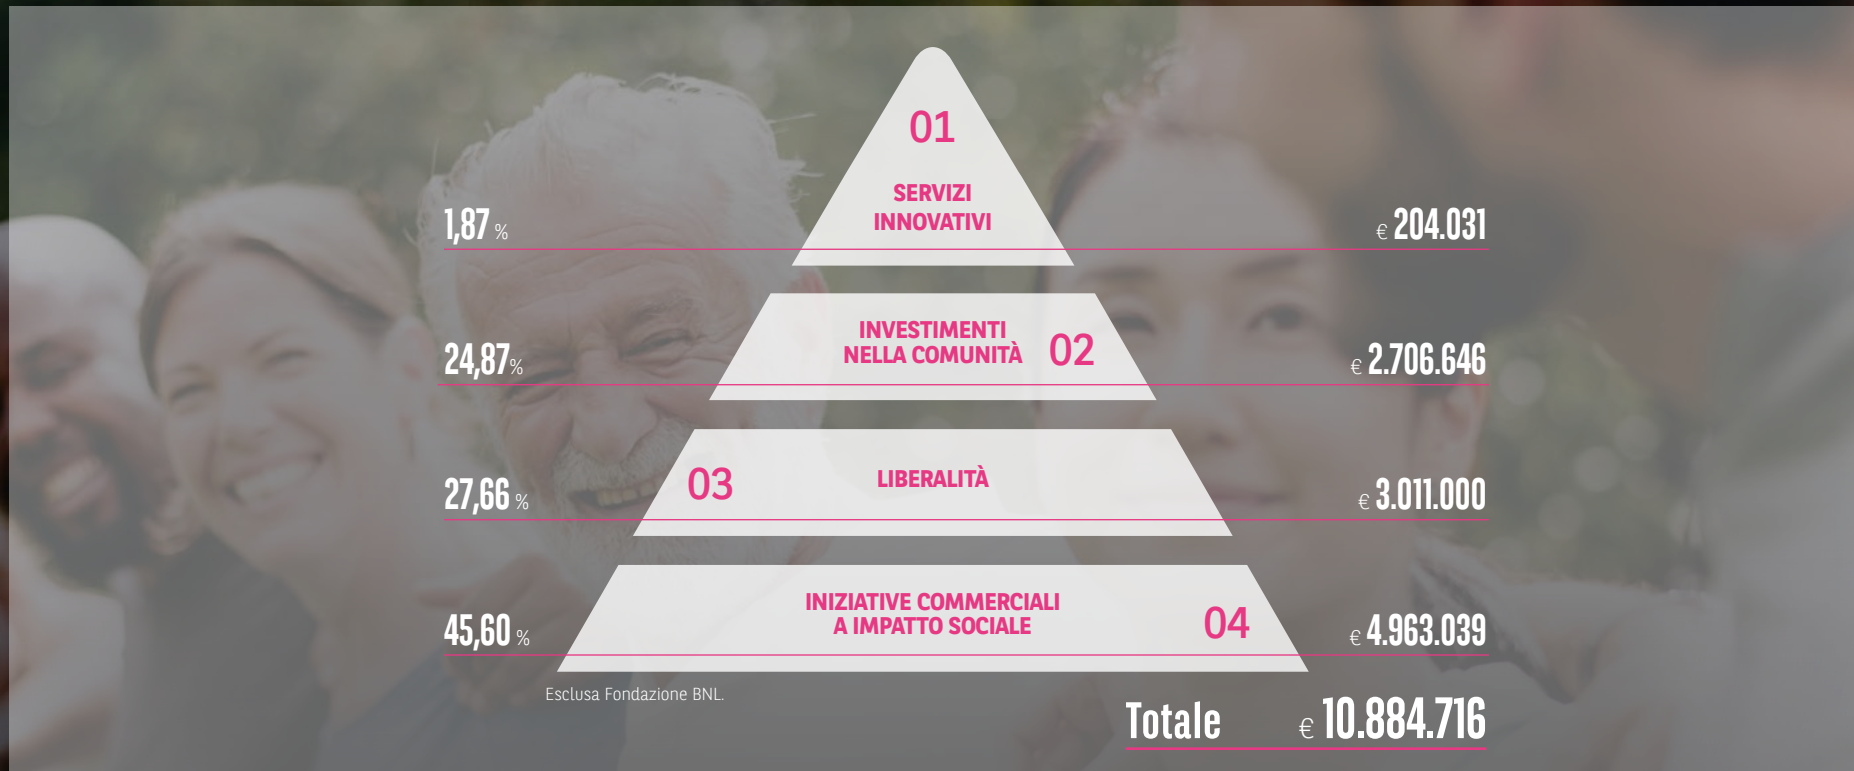 01
SERVIZI
INNOVATIVI
1,87 %
€ 204.031
INVESTIMENTI
NELLA COMUNITÀ
02
24,87%
€ 2.706.646
03
LIBERALITÀ
27,66 %
€ 3.011.000
INIZIATIVE COMMERCIALI
A IMPATTO SOCIALE
04
45,60 %
€ 4.963.039
Esclusa Fondazione BNL.
Totale € 10.884.716